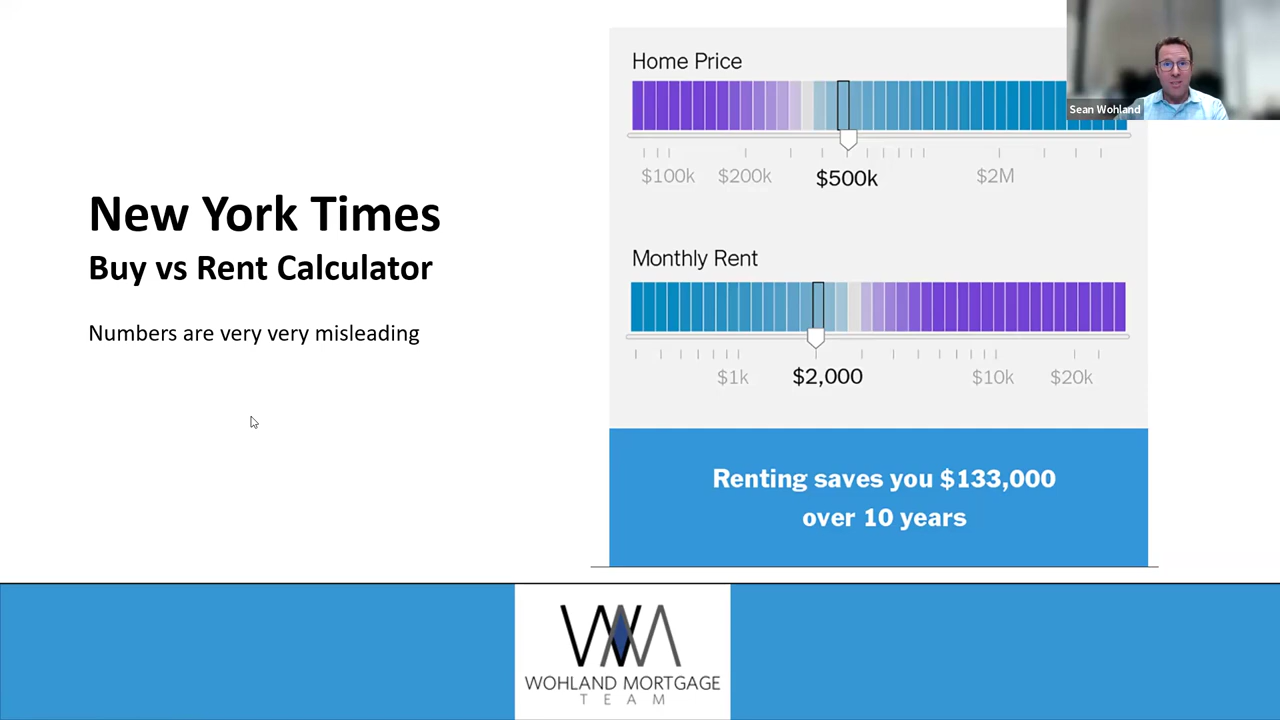 New York Times
Buy vs Rent Calculator
Numbers are very very misleading
Home Price
$100k $200k $500k $2M
Monthly Rent
$1k $2,000 $10k $20k
Renting saves you $133,000
over 10 years
Sean Wohland
WOHLAND MORTGAGE
TEAM